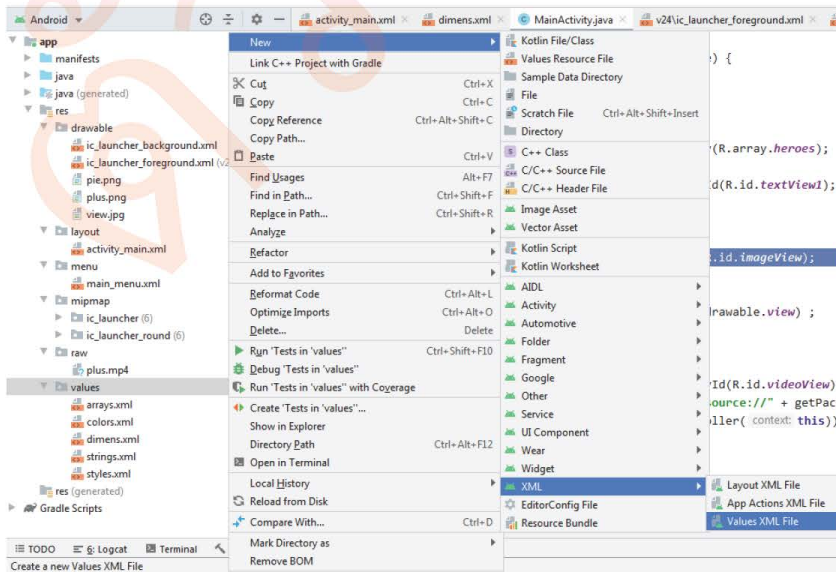 Android
activity_main.xml
dimens.xml
MainActivity.java
v24\ic_launcher_foreground.xml
app
manifests
java
java (generated)
res
drawable
ic_launcher_background.xml
ic_launcher_foreground.xml (v2
pie.png
plus.png
view.jpg
layout
activity_main.xml
menu
main_menu.xml
mipmap
ic_launcher (6)
ic_launcher_round (6)
raw
plus.mp4
values
arrays.xml
colors.xml
dimens.xml
strings.xml
styles.xml
res (generated)
Gradle Scripts
New
Link C++ Project with Gradle
Cut Ctrl+X
Copy Ctrl+C
Copy Reference Ctrl+Alt+Shift+C
Copy Path...
Paste Ctrl+V
Find Usages Alt+F7
Find in Path... Ctrl+Shift+F
Replace in Path... Ctrl+Shift+R
Analyze
Refactor
Add to Favorites
Reformat Code Ctrl+Alt+L
Optimize Imports Ctrl+Alt+O
Delete... Delete
Run 'Tests in 'values'' Ctrl+Shift+F10
Debug 'Tests in 'values''
Run 'Tests in 'values'' with Coverage
Create 'Tests in 'values''...
Show in Explorer
Directory Path Ctrl+Alt+F12
Open in Terminal
Local History
Reload from Disk
Compare With... Ctrl+D
Mark Directory as
Remove BOM
Kotlin File/Class
Values Resource File
Sample Data Directory
File
Scratch File Ctrl+Alt+Shift+Insert
Directory
C++ Class
C/C++ Source File
C/C++ Header File
Image Asset
Vector Asset
Kotlin Script
Kotlin Worksheet
AIDL
Activity
Automotive
Folder
Fragment
Google
Other
Service
UI Component
Wear
Widget
XML
EditorConfig File
Resource Bundle
Layout XML File
App Actions XML File
Values XML File
) {
(R.array.heroes);
d(R.id.textView1);
.id.imageView);
drawable.view) ;
Id(R.id.videoView)
ource://" + getPac
ller( context: this))
TODO
6: Logcat
Terminal
Create a new Values XML File